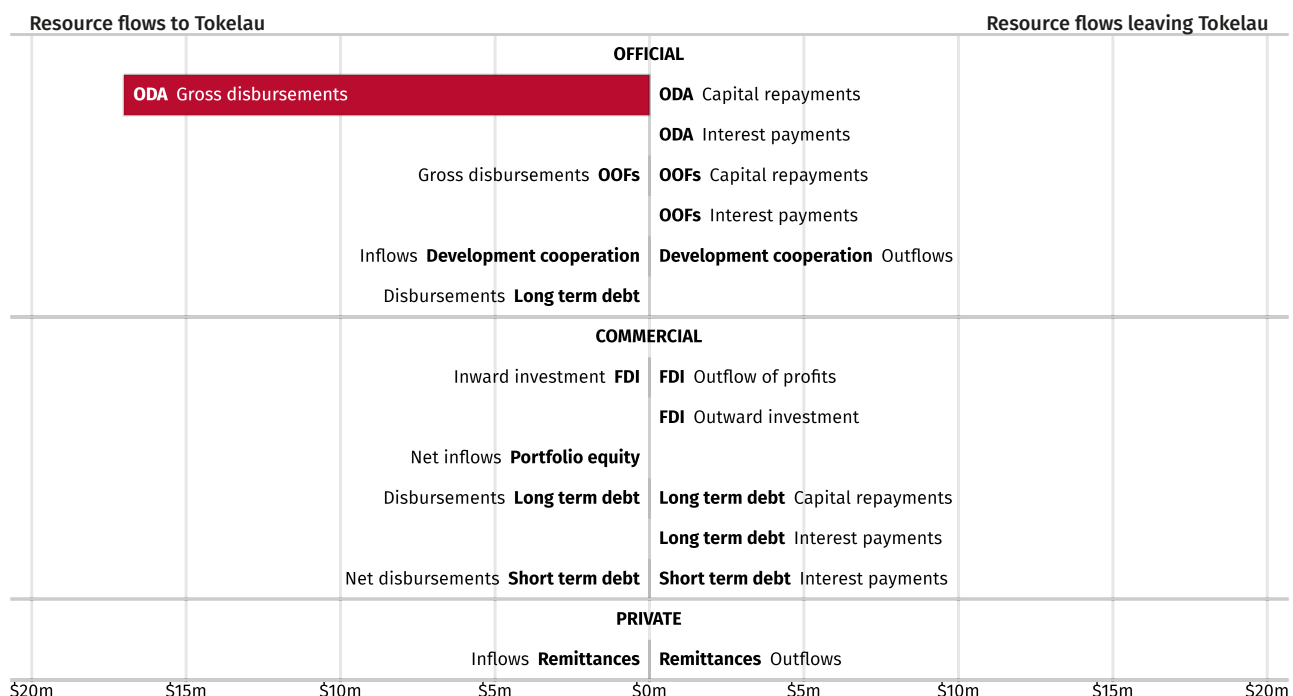 Resource flows to Tokelau Resource flows leaving Tokelau
OFFICIAL
ODA Gross disbursements ODA Capital repayments
ODA Interest payments
Gross disbursements OOFs OOFs Capital repayments
OOFs Interest payments
Inflows Development cooperation Development cooperation Outflows
Disbursements Long term debt
COMMERCIAL
Inward investment FDI FDI Outflow of profits
FDI Outward investment
Net inflows Portfolio equity
Disbursements Long term debt Long term debt Capital repayments
Long term debt Interest payments
Net disbursements Short term debt Short term debt Interest payments
PRIVATE
Inflows Remittances Remittances Outflows
$20m $15m $10m $5m $0m $5m $10m $15m $20m